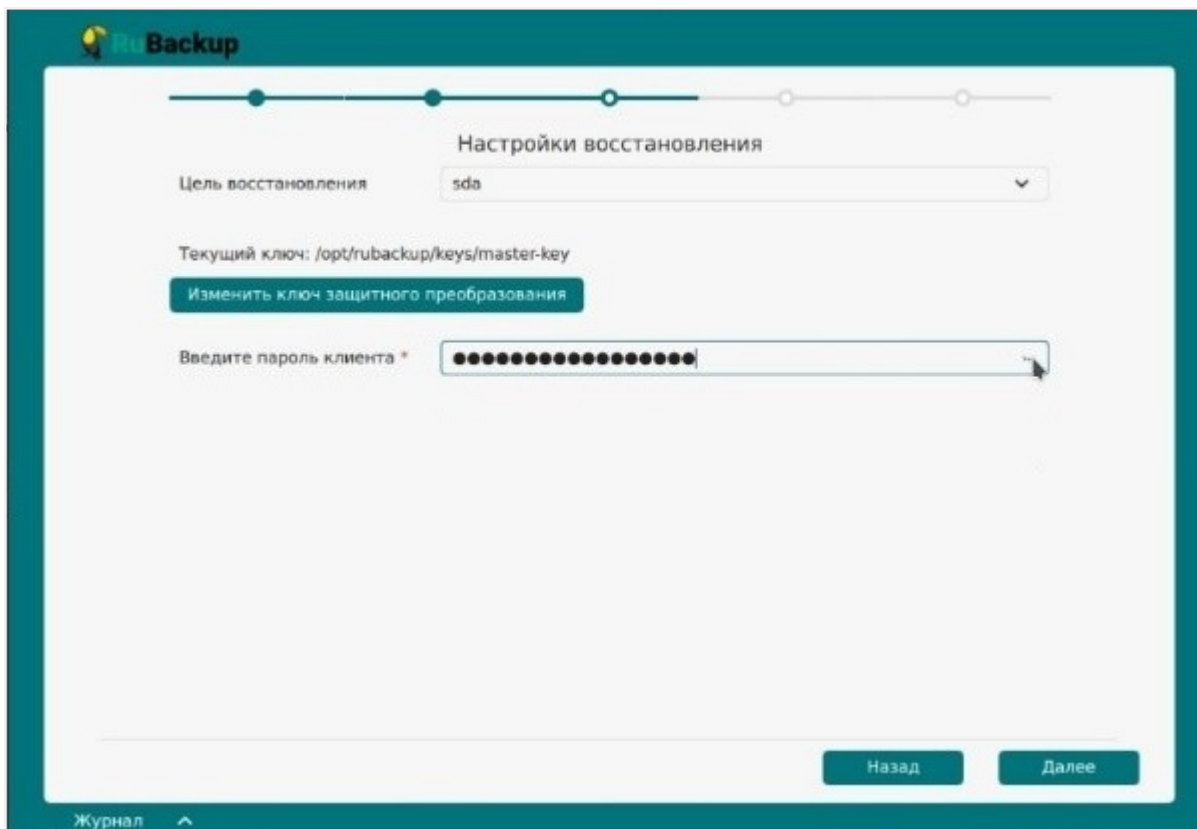 RuBackup
Настройки восстановления
Цель восстановления sda
Текущий ключ: /opt/rubackup/keys/master-key
Изменить ключ защитного преобразования
Введите пароль клиента * ●●●●●●●●●●●●●●●●● ...
Назад Далее
Журнал